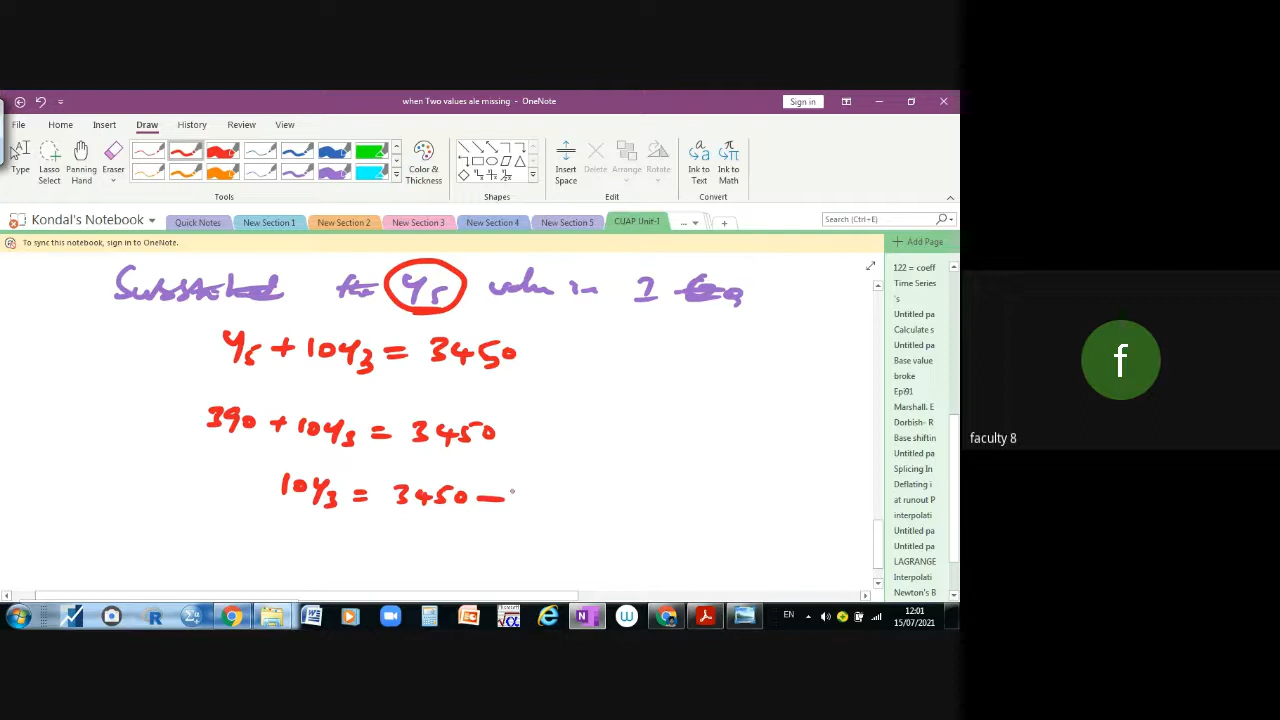 when Two values ale missing - OneNote
Sign in
File Home Insert Draw History Review View
Type Lasso Select Panning Hand Eraser Color & Thickness Insert Space Delete Arrange Rotate Ink to Text Ink to Math
Tools Shapes Edit Convert
Kondal's Notebook Quick Notes New Section 1 New Section 2 New Section 3 New Section 4 New Section 5 CUAP Unit-I ... Search (Ctrl+E)
To sync this notebook, sign in to OneNote.
Add Page
122 = coeff
Time Series
's
Untitled pa
Calculate s
Untitled pa
Base value
broke
Epi91
Marshall. E
Dorbish- R
Base shiftin
Untitled pa
Splicing In
Deflating i
at runout P
interpolati
Untitled pa
Untitled pa
LAGRANGE
Interpolati
Newton's B
the y5 value in 1 Eq
y5 + 10y3 = 3450
390 + 10y3 = 3450
10y3 = 3450 —
f
faculty 8
EN
12:01
15/07/2021